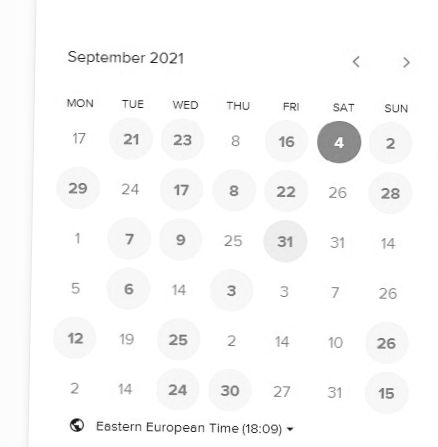 September 2021
MON TUE WED THU FRI SAT SUN
17 21 23 8 16 4 2
29 24 17 8 22 26 28
1 7 9 25 31 31 14
5 6 14 3 3 7 26
12 19 25 2 14 10 26
2 14 24 30 27 31 15
Eastern European Time (18:09)